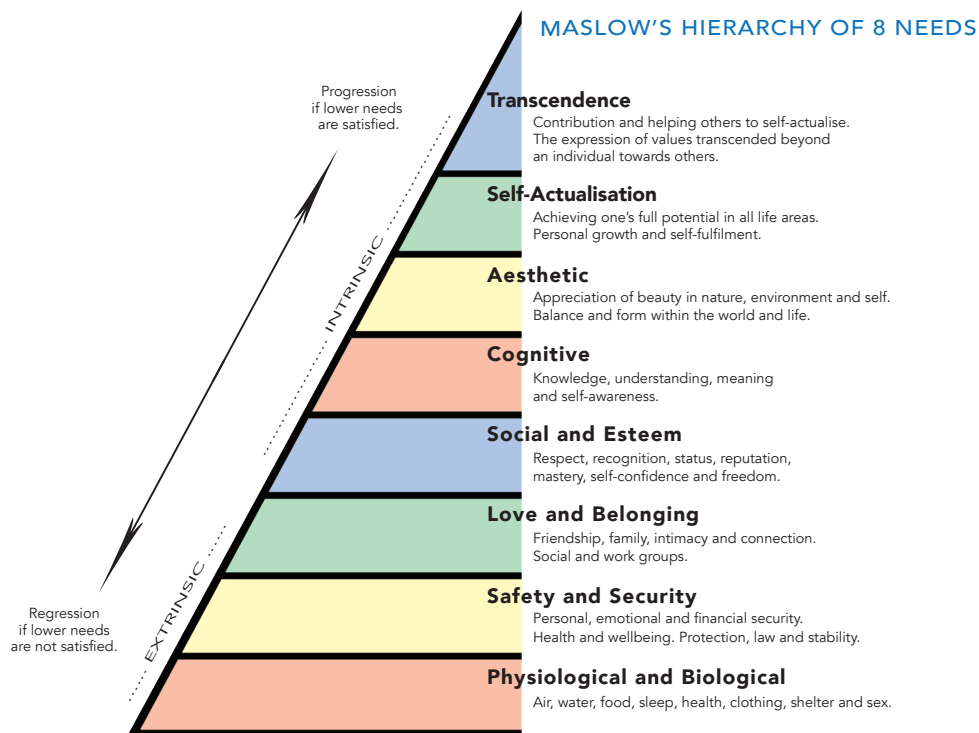 MASLOW'S HIERARCHY OF 8 NEEDS
Progression
if lower needs
are satisfied.
Transcendence
Contribution and helping others to self-actualise.
The expression of values transcended beyond
an individual towards others.
Self-Actualisation
Achieving one's full potential in all life areas.
Personal growth and self-fulfilment.
INTRINSIC
Aesthetic
Appreciation of beauty in nature, environment and self.
Balance and form within the world and life.
Cognitive
Knowledge, understanding, meaning
and self-awareness.
Social and Esteem
Respect, recognition, status, reputation,
mastery, self-confidence and freedom.
Love and Belonging
Friendship, family, intimacy and connection.
Social and work groups.
EXTRINSIC
Safety and Security
Personal, emotional and financial security.
Health and wellbeing. Protection, law and stability.
Regression
if lower needs
are not satisfied.
Physiological and Biological
Air, water, food, sleep, health, clothing, shelter and sex.